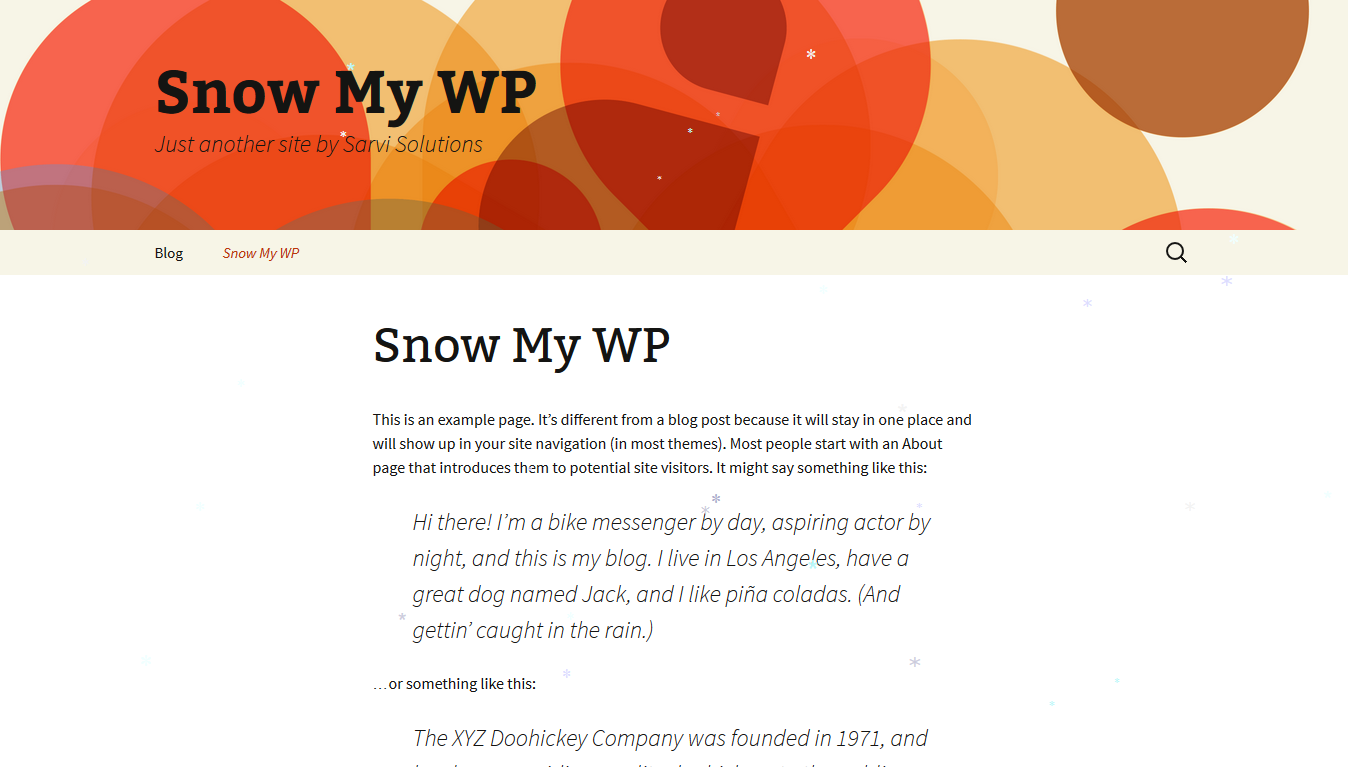 Snow My WP
Just another site by Sarvi Solutions
Blog
Snow My WP
Snow My WP
This is an example page. It’s different from a blog post because it will stay in one place and
will show up in your site navigation (in most themes). Most people start with an About
page that introduces them to potential site visitors. It might say something like this:
Hi there! I’m a bike messenger by day, aspiring actor by
night, and this is my blog. I live in Los Angeles, have a
great dog named Jack, and I like piña coladas. (And
gettin’ caught in the rain.)
…or something like this:
The XYZ Doohickey Company was founded in 1971, and